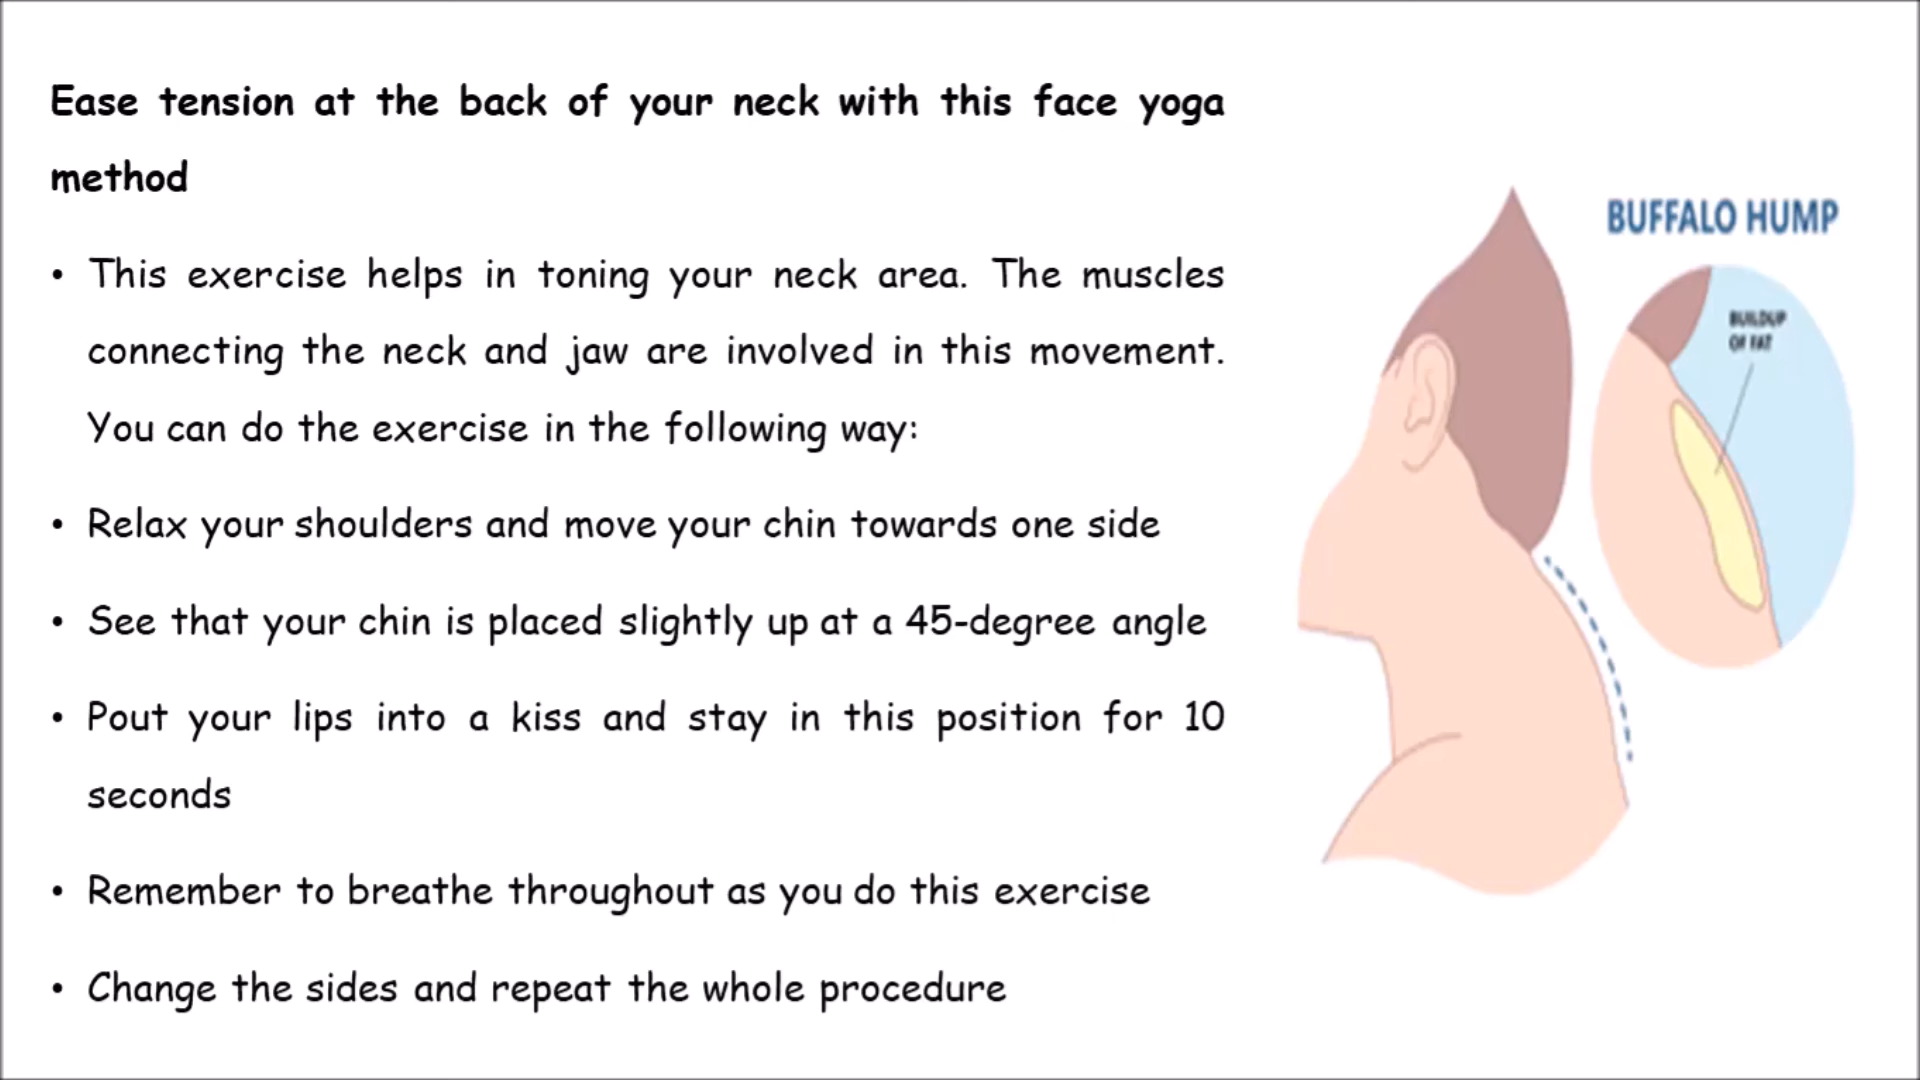 Ease tension at the back of your neck with this face yoga
method
• This exercise helps in toning your neck area. The muscles
connecting the neck and jaw are involved in this movement.
You can do the exercise in the following way:
• Relax your shoulders and move your chin towards one side
• See that your chin is placed slightly up at a 45-degree angle
• Pout your lips into a kiss and stay in this position for 10
seconds
• Remember to breathe throughout as you do this exercise
• Change the sides and repeat the whole procedure
BUFFALO HUMP
BUILDUP
OF FAT